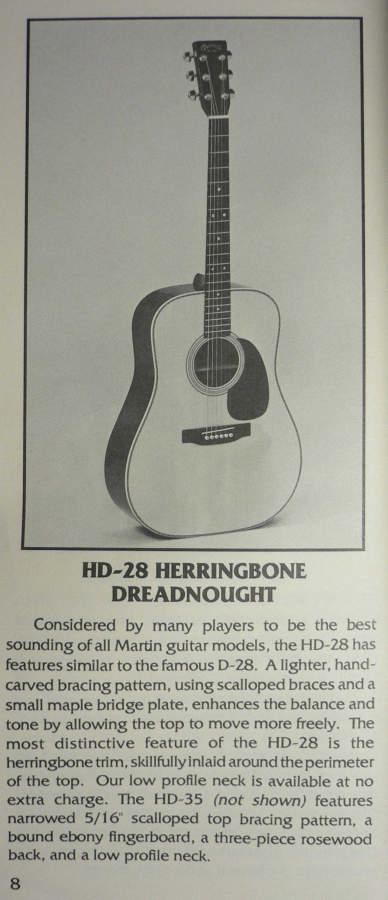 HD-28 HERRINGBONE
DREADNOUGHT
Considered by many players to be the best
sounding of all Martin guitar models, the HD-28 has
features similar to the famous D-28. A lighter, hand-
carved bracing pattern, using scalloped braces and a
small maple bridge plate, enhances the balance and
tone by allowing the top to move more freely. The
most distinctive feature of the HD-28 is the
herringbone trim, skillfully inlaid around the perimeter
of the top. Our low profile neck is available at no
extra charge. The HD-35 (not shown) features
narrowed 5/16" scalloped top bracing pattern, a
bound ebony fingerboard, a three-piece rosewood
back, and a low profile neck.
8